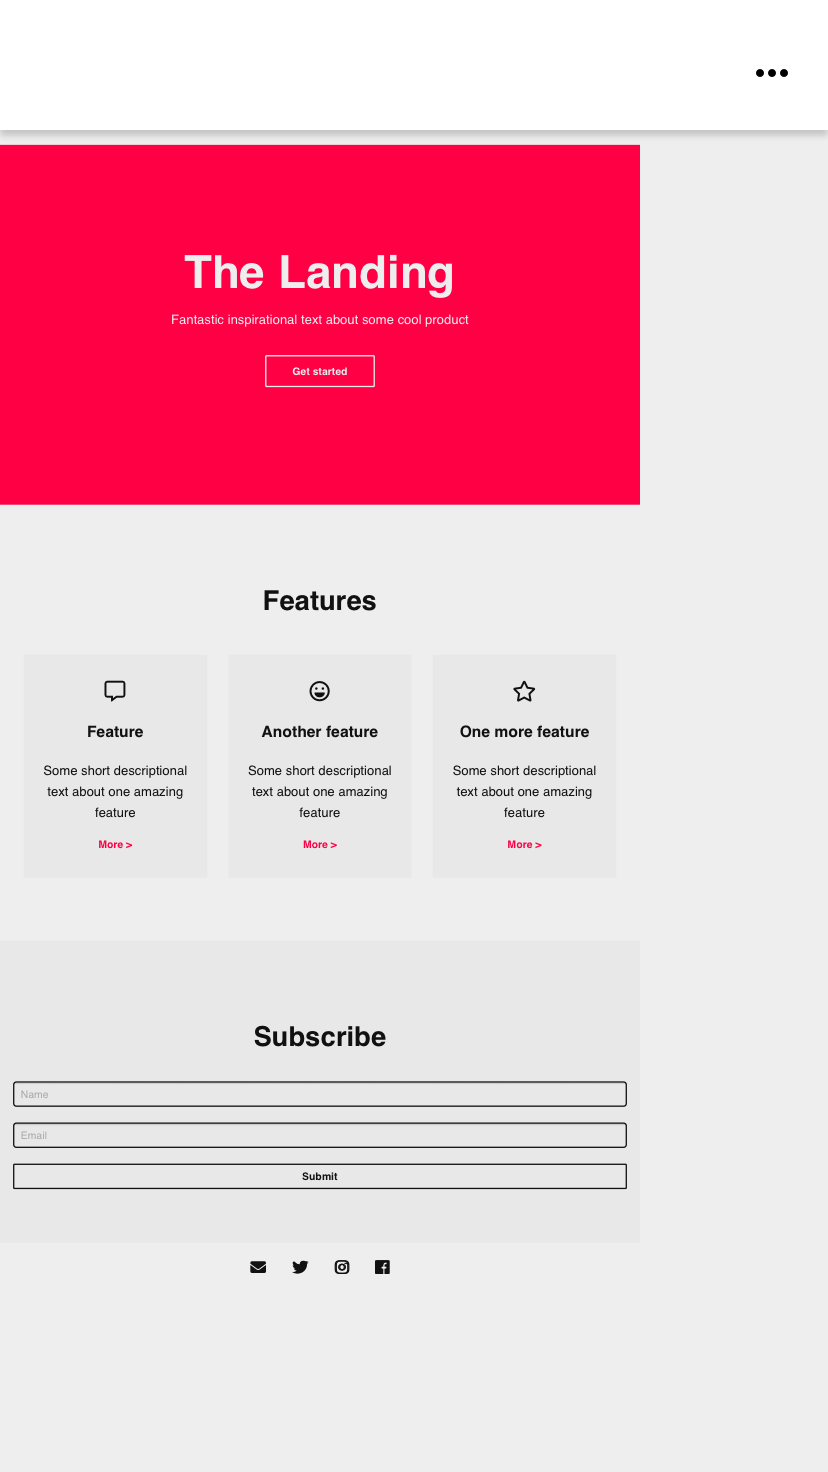 The Landing
Fantastic inspirational text about some cool product
Get started
Features
Feature
Some short descriptional
text about one amazing
feature
More >
Another feature
Some short descriptional
text about one amazing
feature
More >
One more feature
Some short descriptional
text about one amazing
feature
More >
Subscribe
Name
Email
Submit